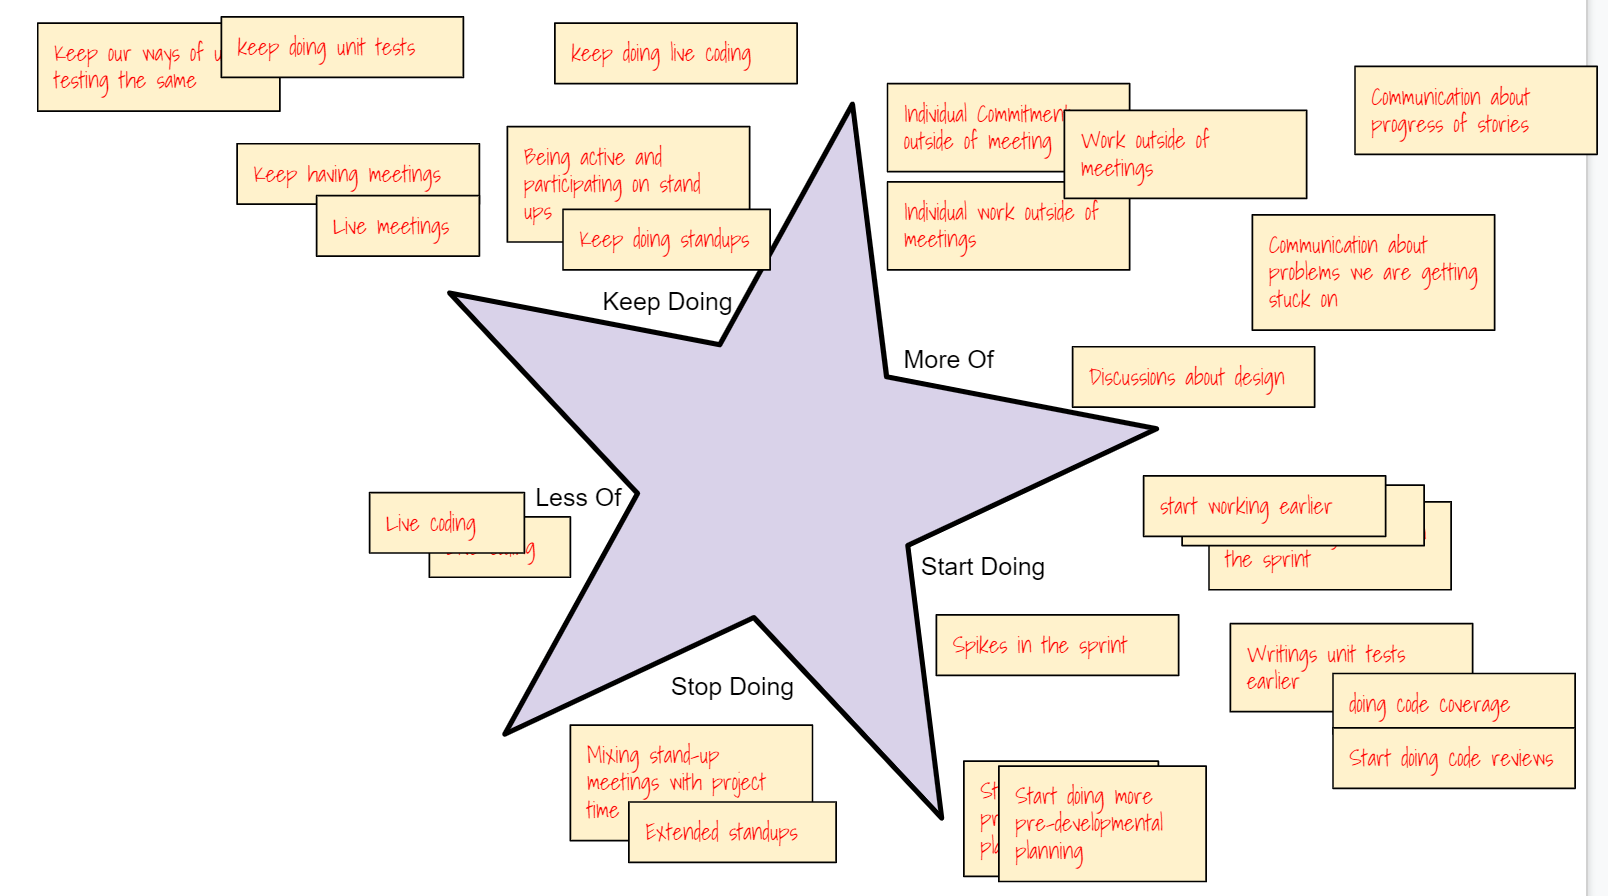 Keep our ways of
testing the same
keep doing unit tests
keep doing live coding
Keep having meetings
Live meetings
Being active and
participating on stand
ups
Keep doing standups
Keep Doing
Individual Commitment
outside of meeting
Work outside of
meetings
Individual work outside of
meetings
Communication about
progress of stories
Communication about
problems we are getting
stuck on
More Of
Discussions about design
Less Of
Live coding
start working earlier
the sprint
Start Doing
Spikes in the sprint
Writings unit tests
earlier
doing code coverage
Start doing code reviews
Stop Doing
Mixing stand-up
meetings with project
time
Extended standups
Start doing more
pre-developmental
planning